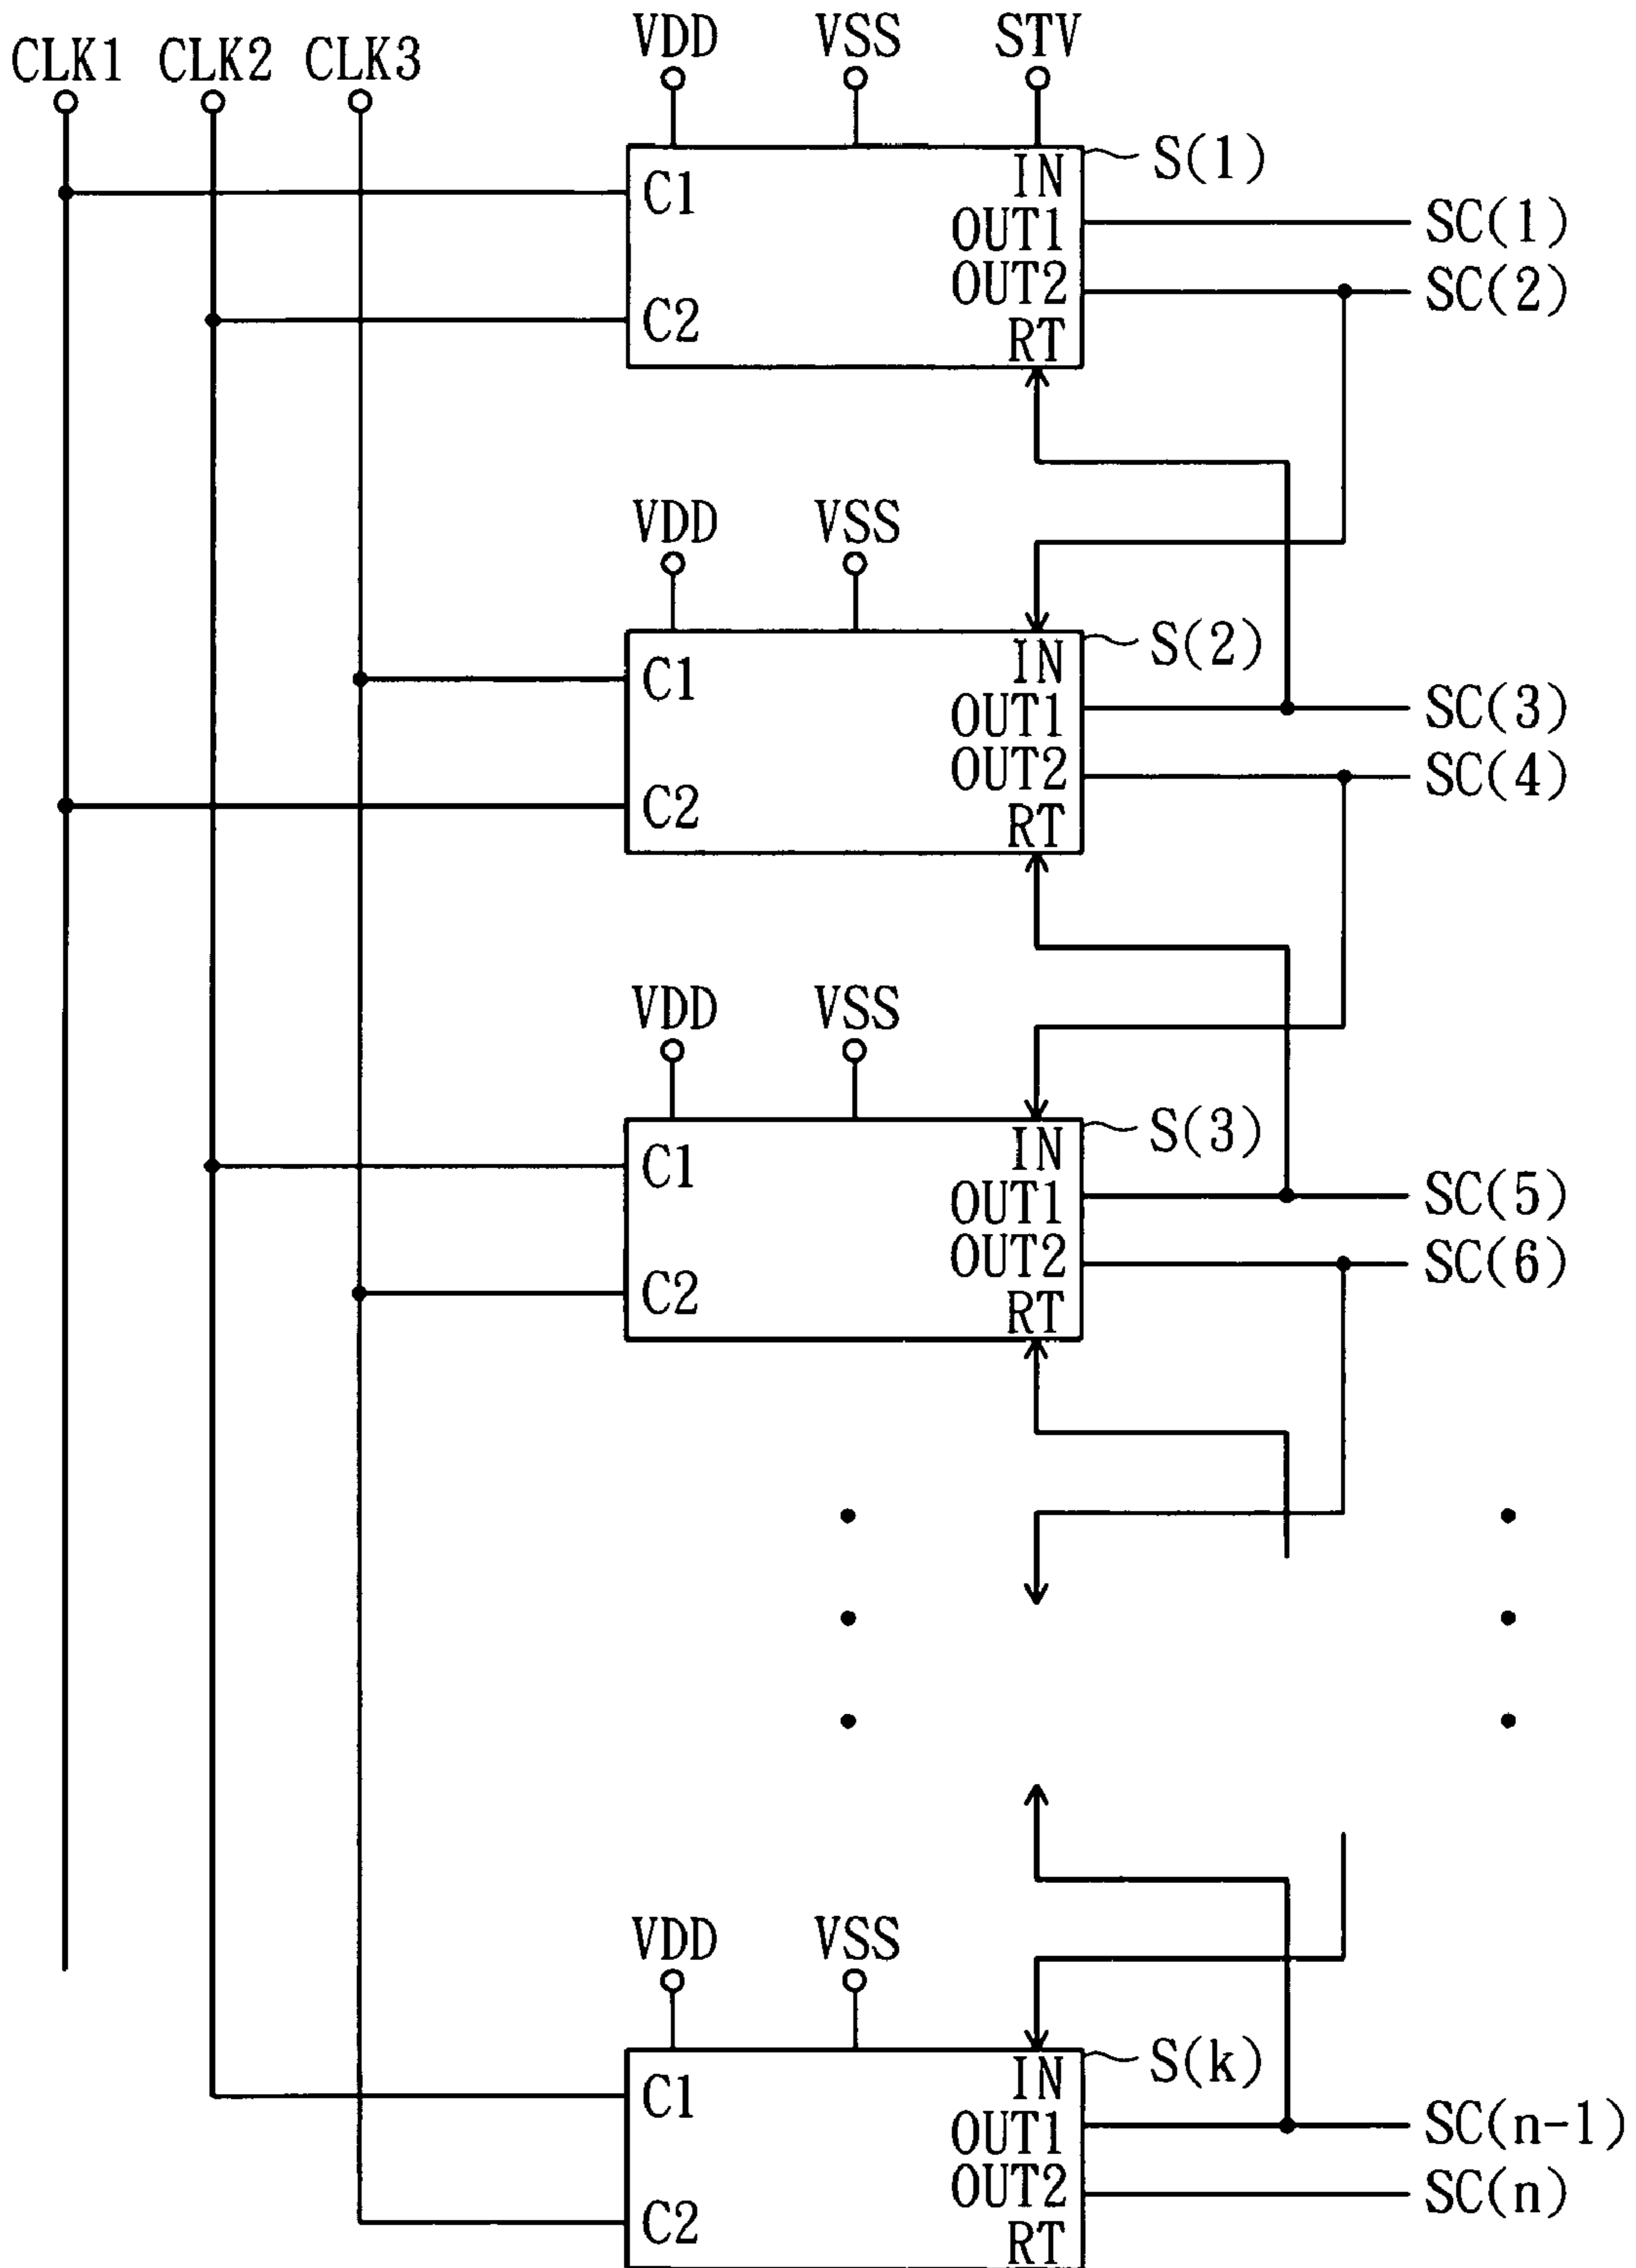 CLK1 CLK2 CLK3 VDD VSS STV
S(1)
C1 IN
OUT1 SC(1)
OUT2 SC(2)
C2 RT
VDD VSS
S(2)
C1 IN
OUT1 SC(3)
OUT2 SC(4)
C2 RT
VDD VSS
S(3)
C1 IN
OUT1 SC(5)
OUT2 SC(6)
C2 RT
VDD VSS
S(k)
C1 IN
OUT1 SC(n-1)
OUT2 SC(n)
C2 RT